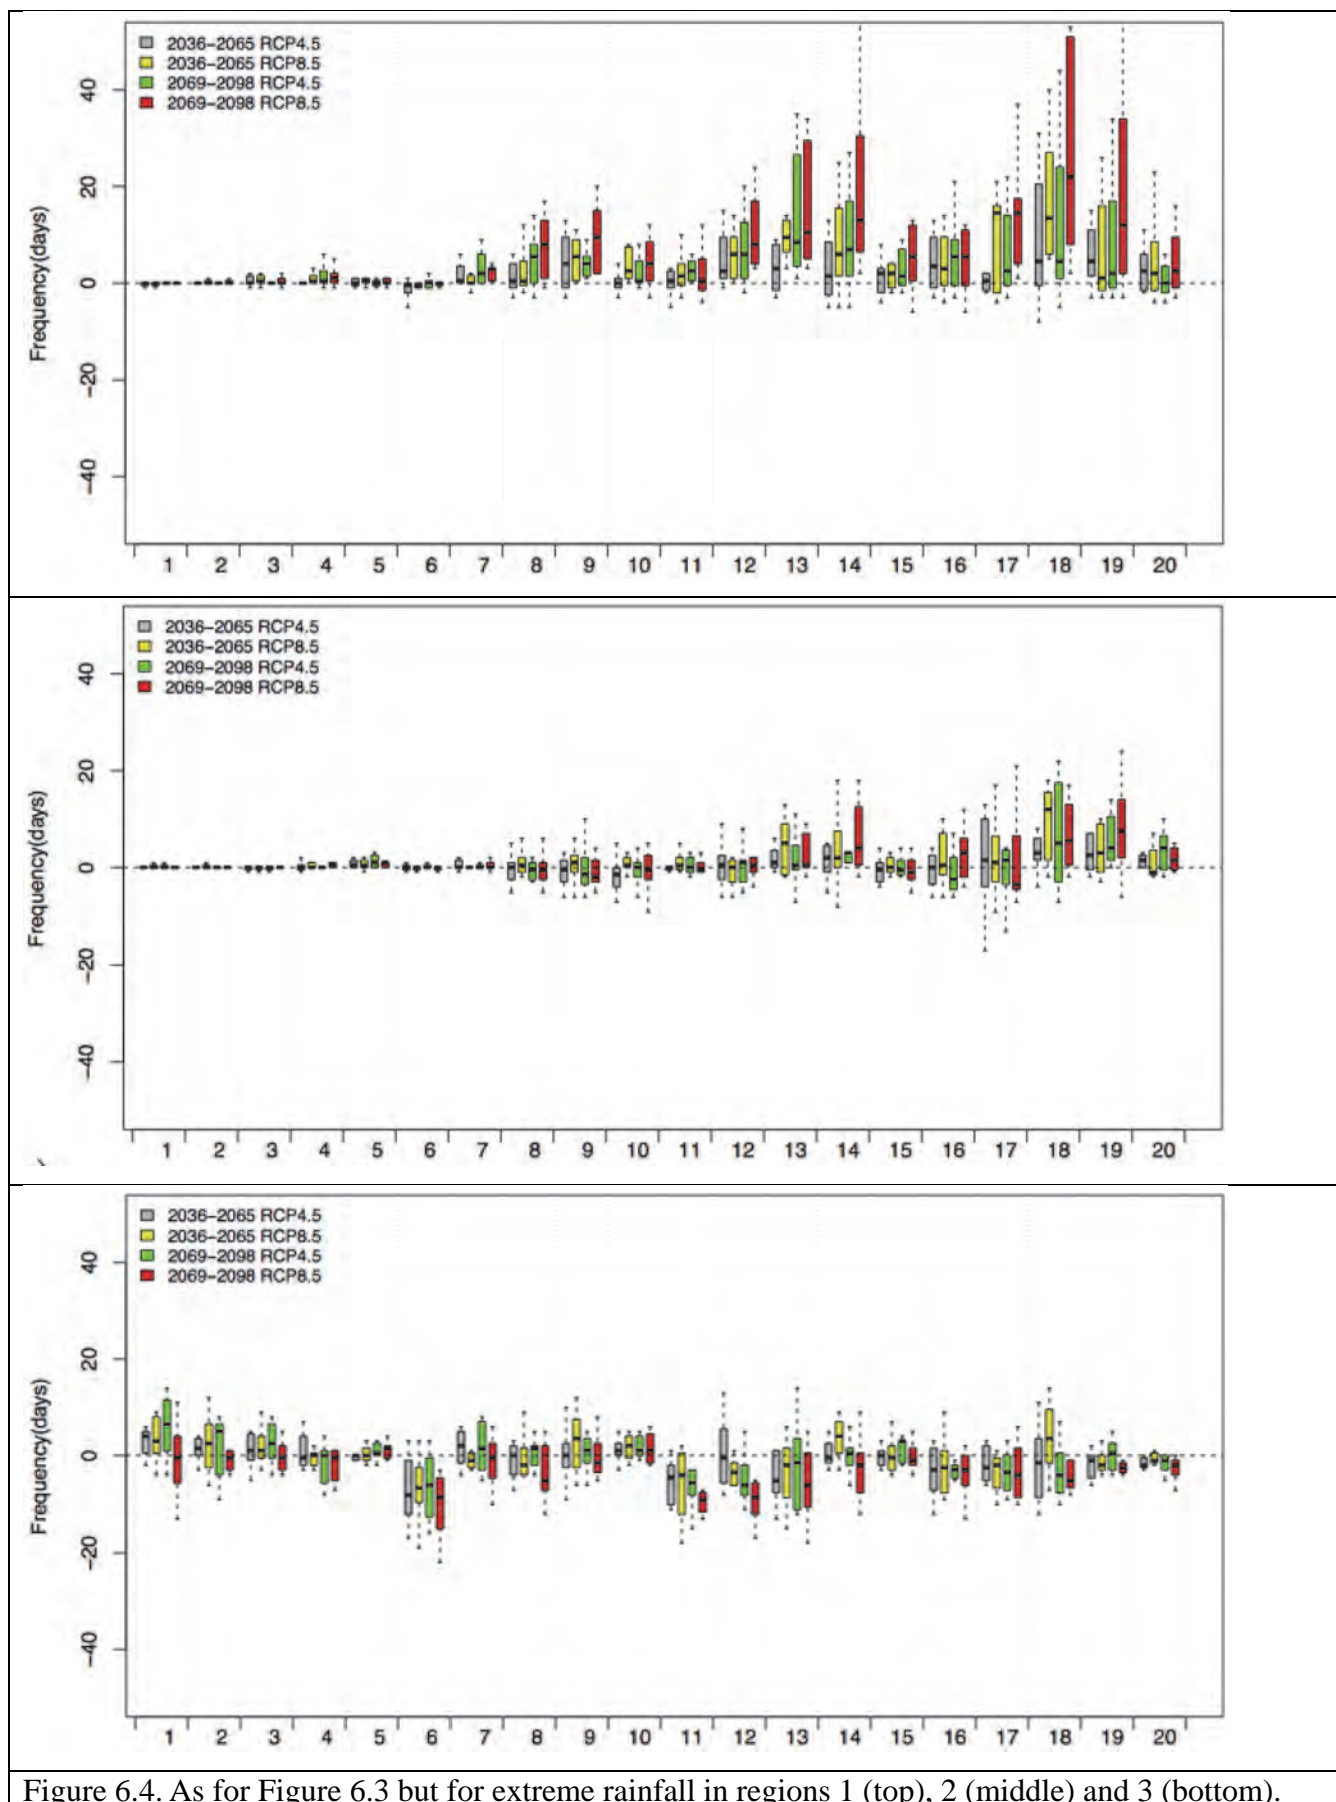 2036-2065 RCP4.5
2036-2065 RCP8.5
2069-2098 RCP4.5
2069-2098 RCP8.5
Frequency(days)
40
20
0
-20
-40
1 2 3 4 5 6 7 8 9 10 11 12 13 14 15 16 17 18 19 20
2036-2065 RCP4.5
2036-2065 RCP8.5
2069-2098 RCP4.5
2069-2098 RCP8.5
Frequency(days)
40
20
0
-20
-40
1 2 3 4 5 6 7 8 9 10 11 12 13 14 15 16 17 18 19 20
2036-2065 RCP4.5
2036-2065 RCP8.5
2069-2098 RCP4.5
2069-2098 RCP8.5
Frequency(days)
40
20
0
-20
-40
1 2 3 4 5 6 7 8 9 10 11 12 13 14 15 16 17 18 19 20
Figure 6.4. As for Figure 6.3 but for extreme rainfall in regions 1 (top), 2 (middle) and 3 (bottom).